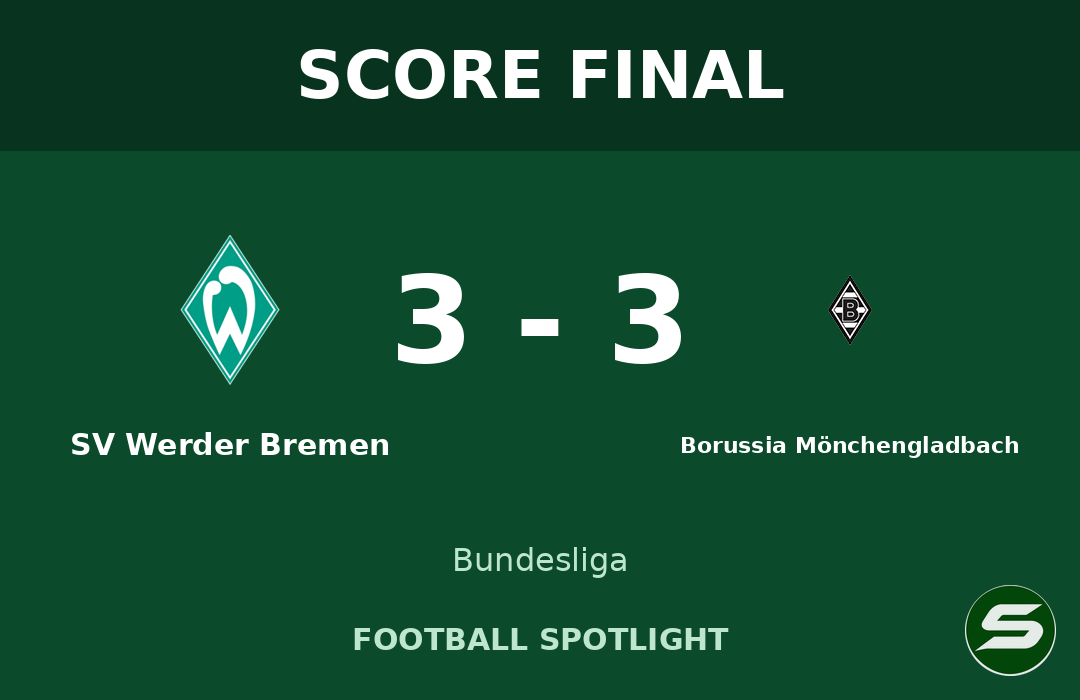 SCORE FINAL
3 - 3
SV Werder Bremen
Borussia Mönchengladbach
Bundesliga
FOOTBALL SPOTLIGHT